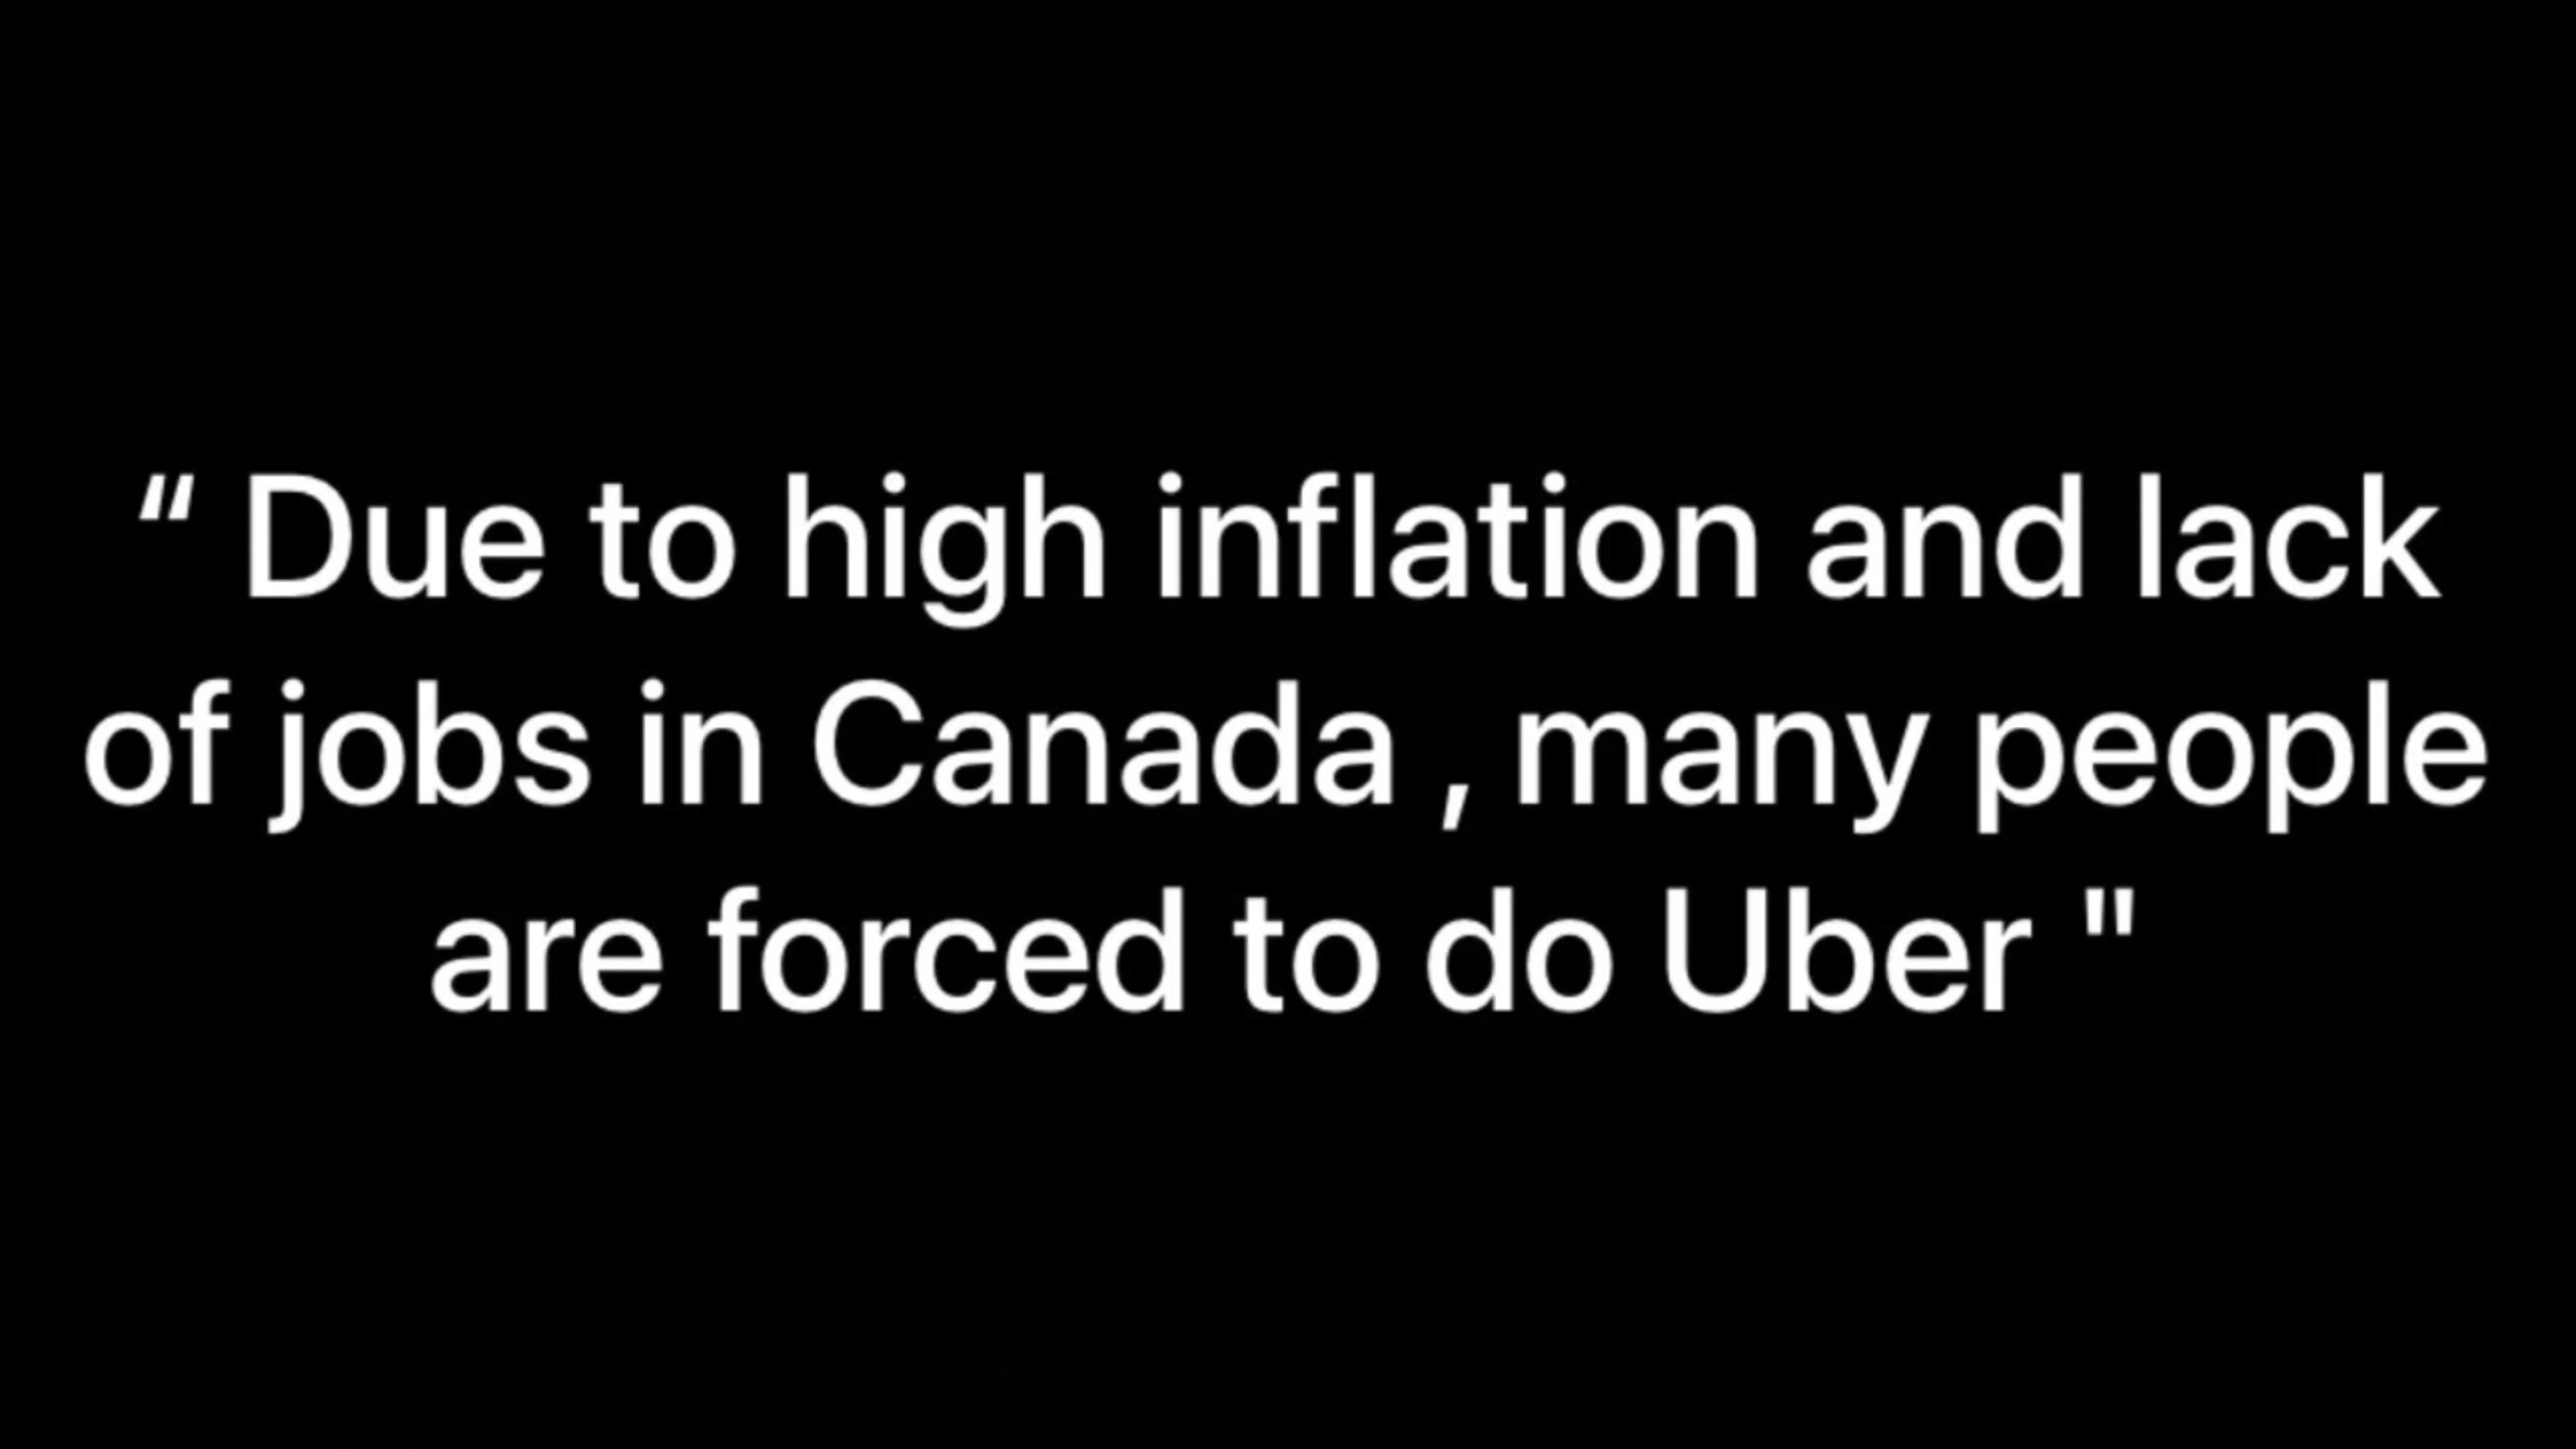 “ Due to high inflation and lack
of jobs in Canada , many people
are forced to do Uber "